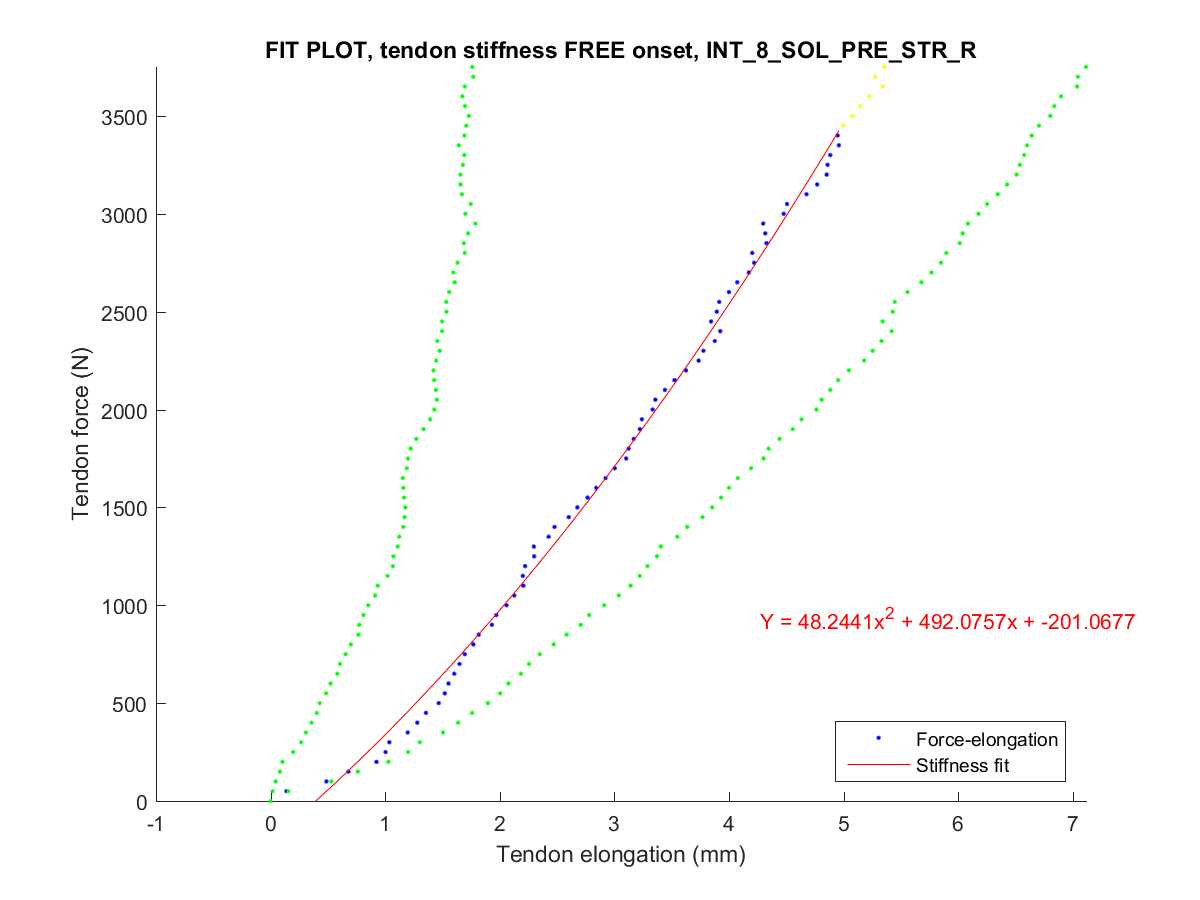 FIT PLOT, tendon stiffness FREE onset, INT_8_SOL_PRE_STR_R
3500
3000
2500
2000
1500
1000
500
0
Tendon force (N)
Y = 48.2441x² + 492.0757x + -201.0677
Force-elongation
Stiffness fit
-1 0 1 2 3 4 5 6 7
Tendon elongation (mm)